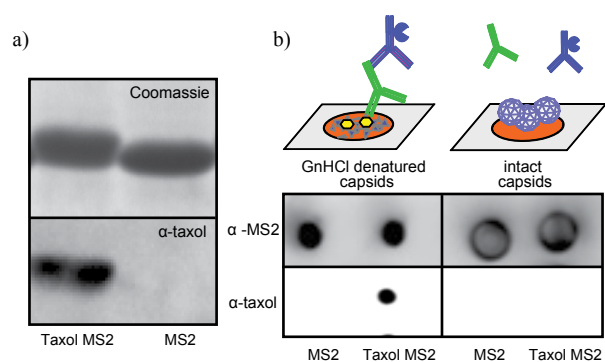 a)
Coomassie
α-taxol
Taxol MS2 MS2
b)
GnHCl denatured
capsids
intact
capsids
α -MS2
α-taxol
MS2 Taxol MS2 MS2 Taxol MS2